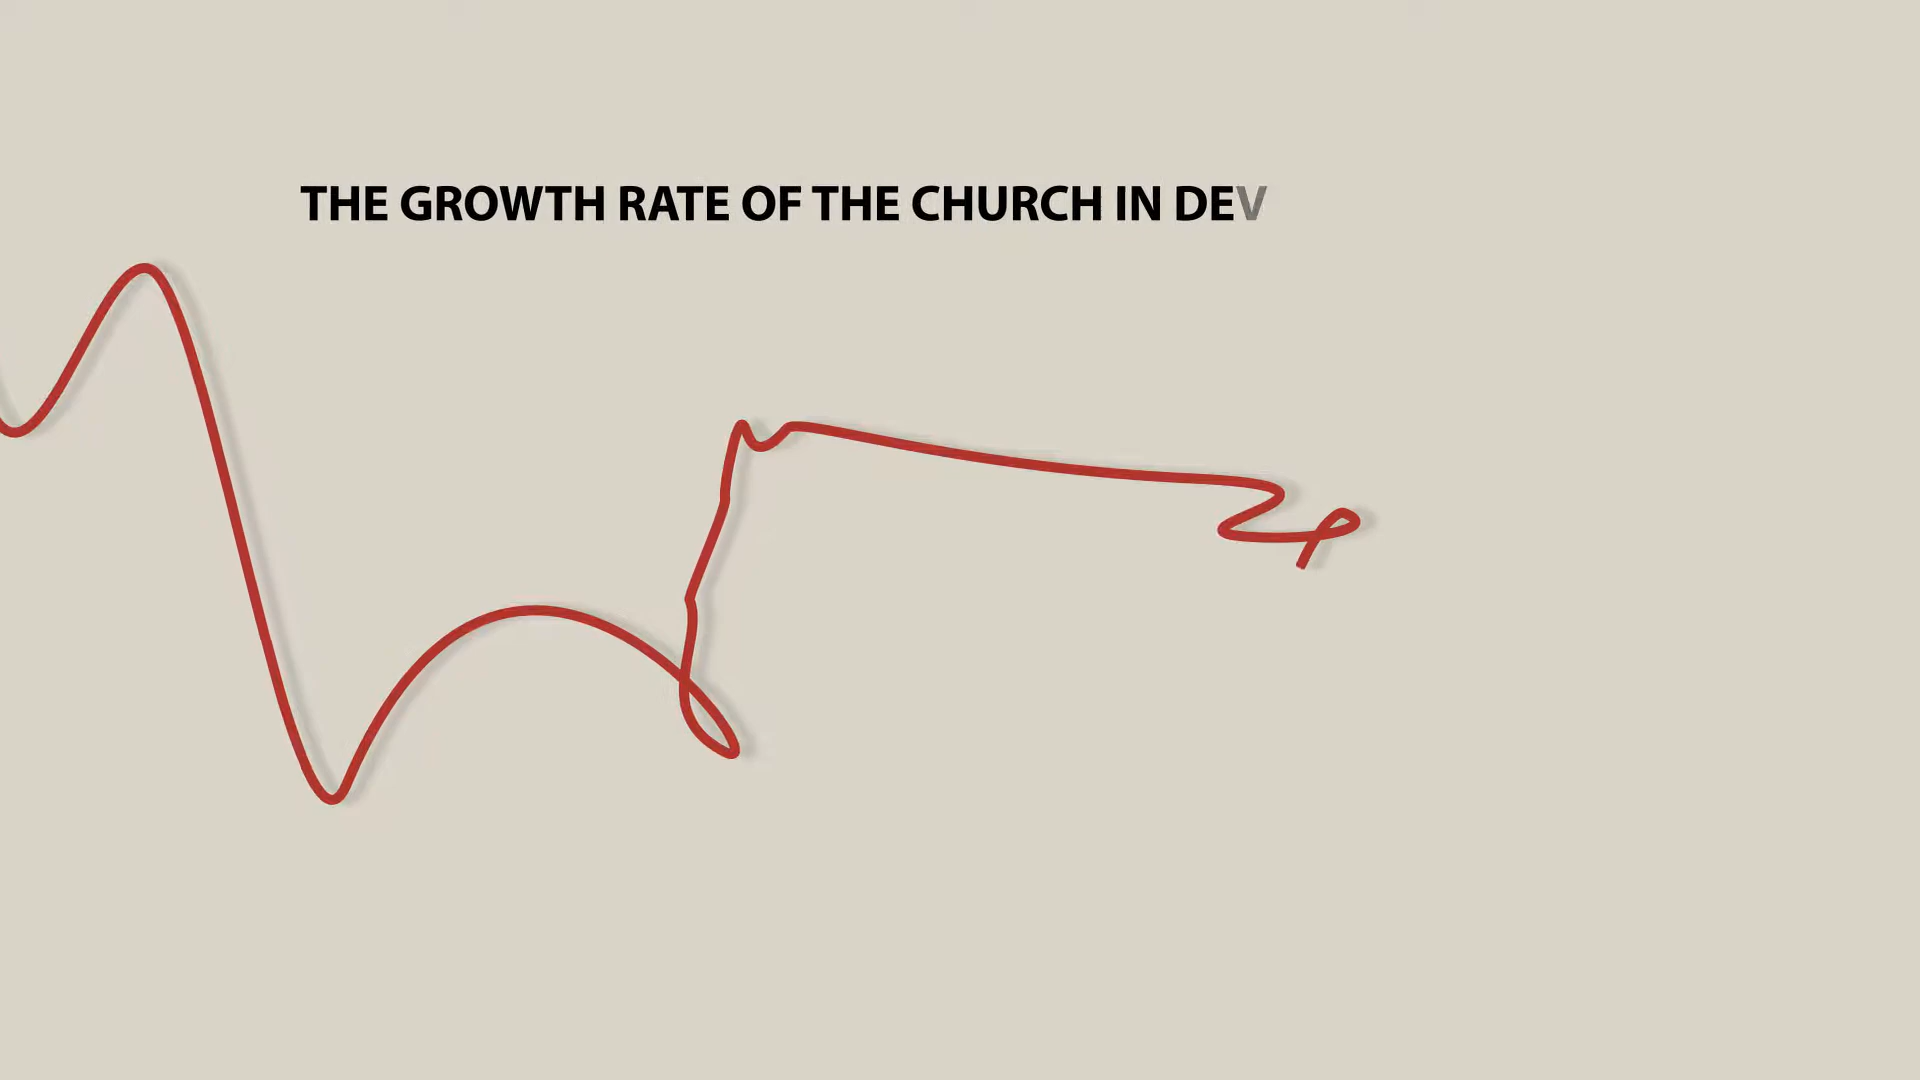 THE GROWTH RATE OF THE CHURCH IN DEV